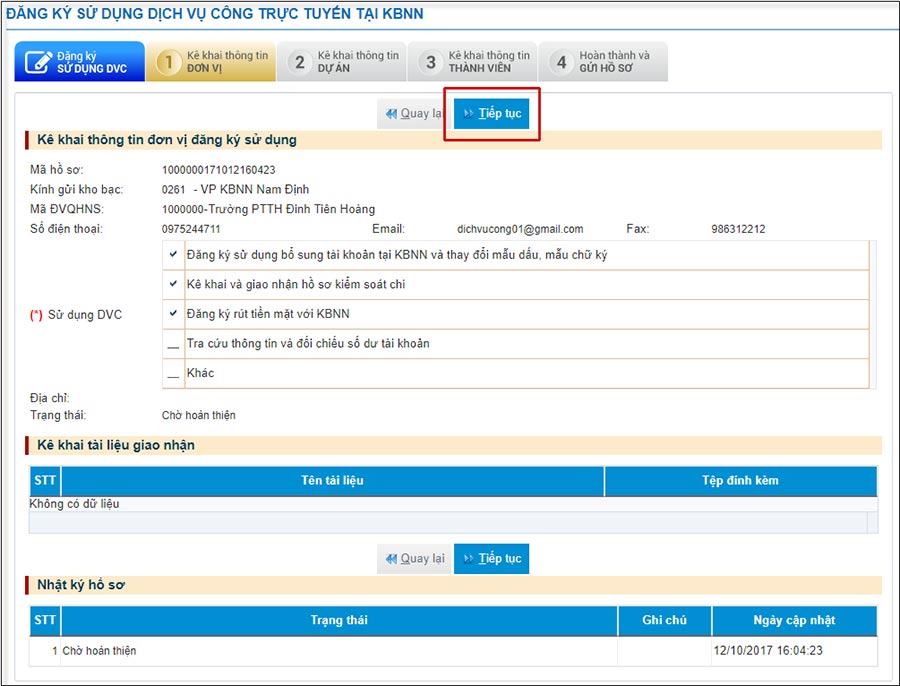 ĐĂNG KÝ SỬ DỤNG DỊCH VỤ CÔNG TRỰC TUYẾN TẠI KBNN
Đăng ký
SỬ DỤNG DVC
1 Kê khai thông tin
ĐƠN VỊ
2 Kê khai thông tin
DỰ ÁN
3 Kê khai thông tin
THÀNH VIÊN
4 Hoàn thành và
GỬI HỒ SƠ
Quay lại Tiếp tục
Kê khai thông tin đơn vị đăng ký sử dụng
Mã hồ sơ: 1000000171012160423
Kính gửi kho bạc: 0261 - VP KBNN Nam Định
Mã ĐVQHNS: 1000000-Trường PTTH Đinh Tiên Hoàng
Số điện thoại: 0975244711 Email: dichvucong01@gmail.com Fax: 986312212
Đăng ký sử dụng bổ sung tài khoản tại KBNN và thay đổi mẫu dấu, mẫu chữ ký
Kê khai và giao nhận hồ sơ kiểm soát chi
(*) Sử dụng DVC Đăng ký rút tiền mặt với KBNN
Tra cứu thông tin và đối chiếu số dư tài khoản
Khác
Địa chỉ:
Trạng thái: Chờ hoàn thiện
Kê khai tài liệu giao nhận
STT Tên tài liệu Tệp đính kèm
Không có dữ liệu
Quay lại Tiếp tục
Nhật ký hồ sơ
STT Trạng thái Ghi chú Ngày cập nhật
1 Chờ hoàn thiện 12/10/2017 16:04:23